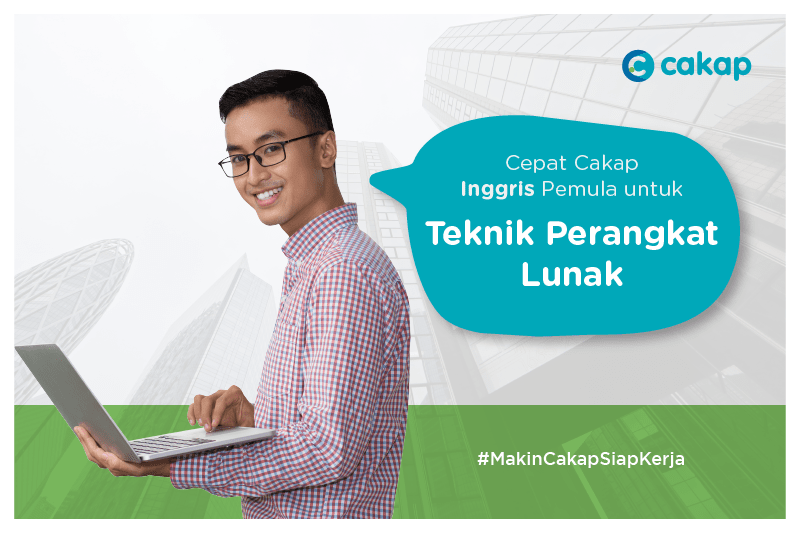 cakap
Cepat Cakap
Inggris Pemula untuk
Teknik Perangkat
Lunak
#MakinCakapSiapKerja